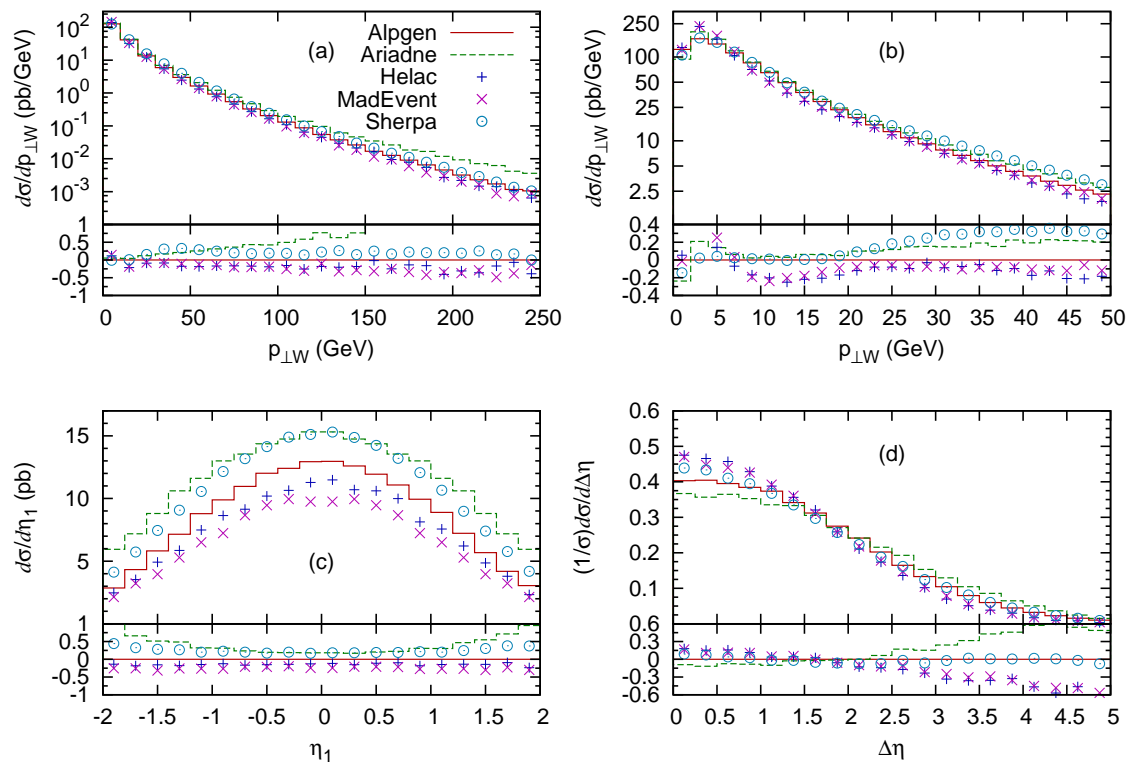 Alpgen
Ariadne
Helac
MadEvent
Sherpa
(a)
dσ/dp⊥W (pb/GeV)
10²
10¹
10⁰
10⁻¹
10⁻²
10⁻³
1
0.5
0
-0.5
-1
0 50 100 150 200 250
p⊥W (GeV)
(b)
dσ/dp⊥W (pb/GeV)
250
100
50
25
10
5
2.5
0.4
0.2
0
-0.2
-0.4
0 5 10 15 20 25 30 35 40 45 50
p⊥W (GeV)
(c)
dσ/dη₁ (pb)
15
10
5
1
0.5
0
-0.5
-1
-2 -1.5 -1 -0.5 0 0.5 1 1.5 2
η₁
(d)
(1/σ)dσ/dΔη
0.6
0.5
0.4
0.3
0.2
0.1
0.6
0.3
0
-0.3
-0.6
0 0.5 1 1.5 2 2.5 3 3.5 4 4.5 5
Δη